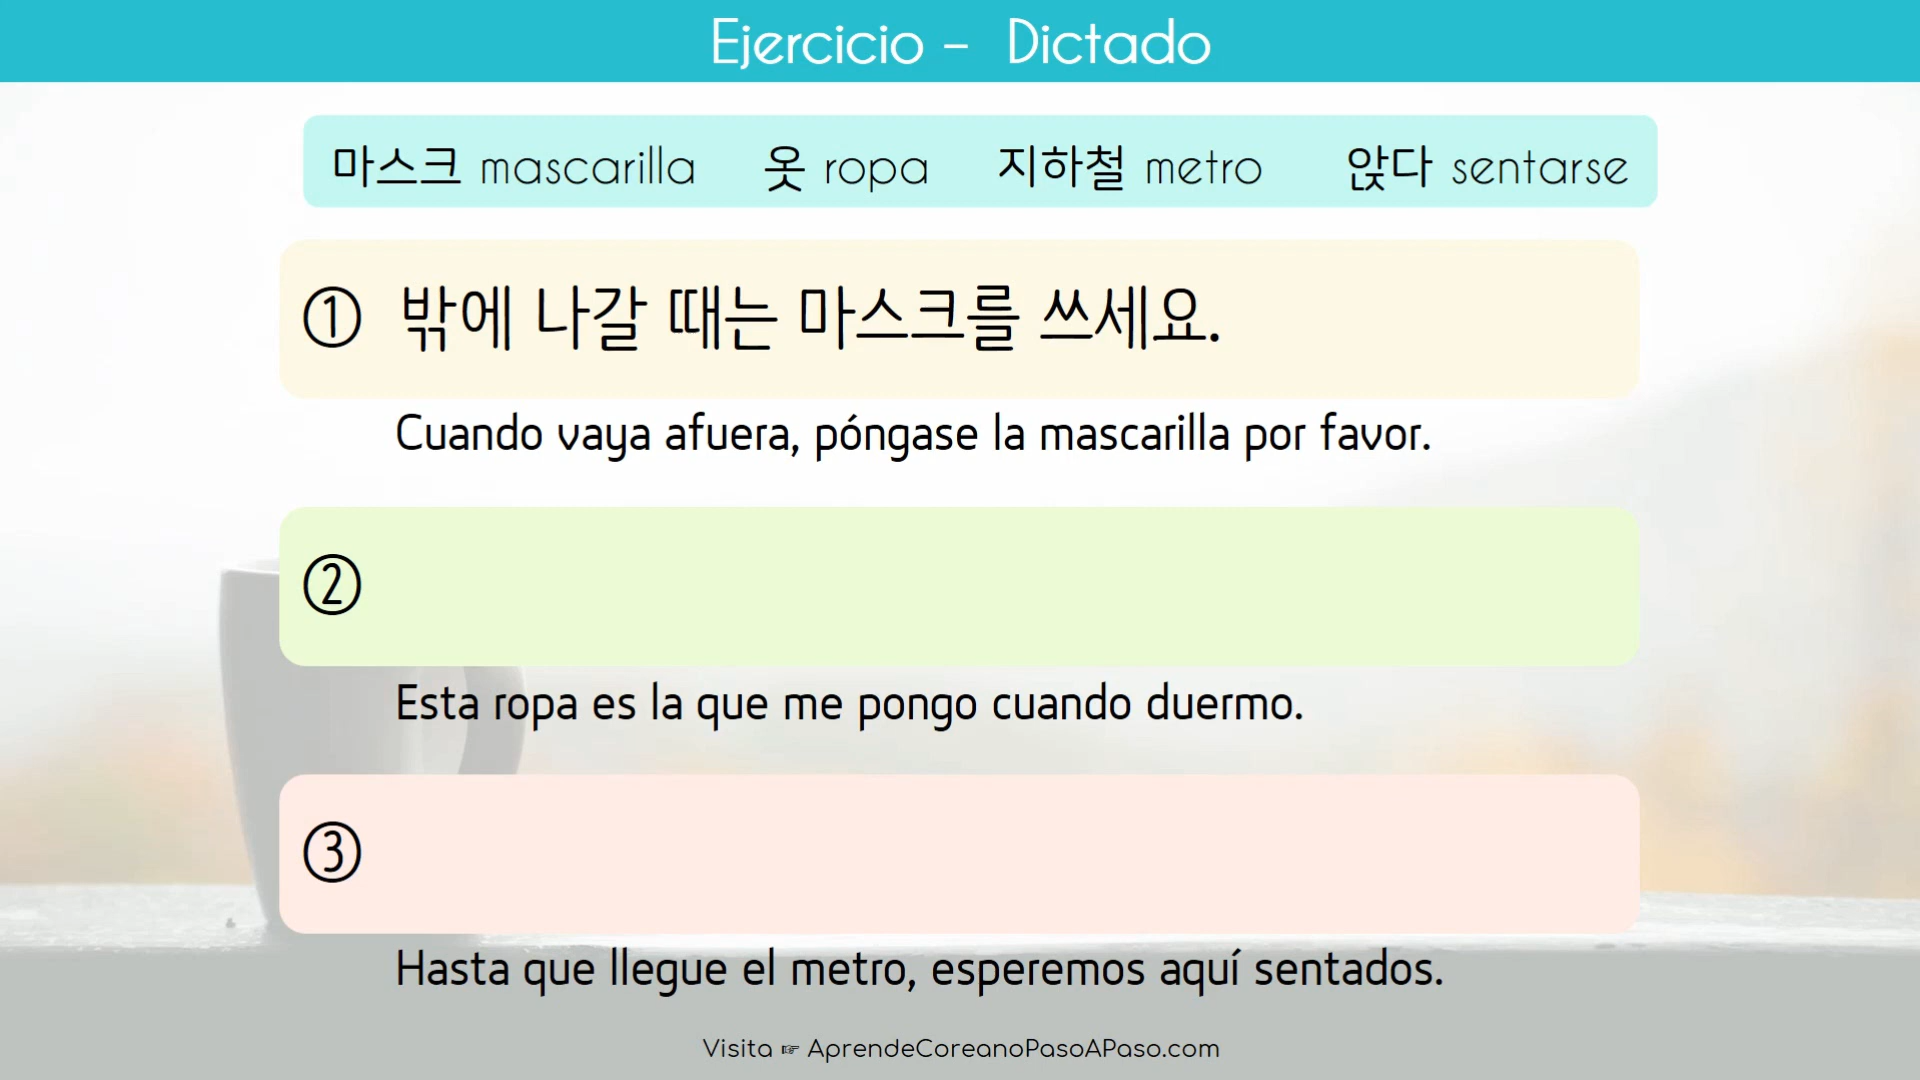 Ejercicio – Dictado
마스크 mascarilla 옷 ropa 지하철 metro 앉다 sentarse
① 밖에 나갈 때는 마스크를 쓰세요.
Cuando vaya afuera, póngase la mascarilla por favor.
②
Esta ropa es la que me pongo cuando duermo.
③
Hasta que llegue el metro, esperemos aquí sentados.
Visita ☞ AprendeCoreanoPasoAPaso.com